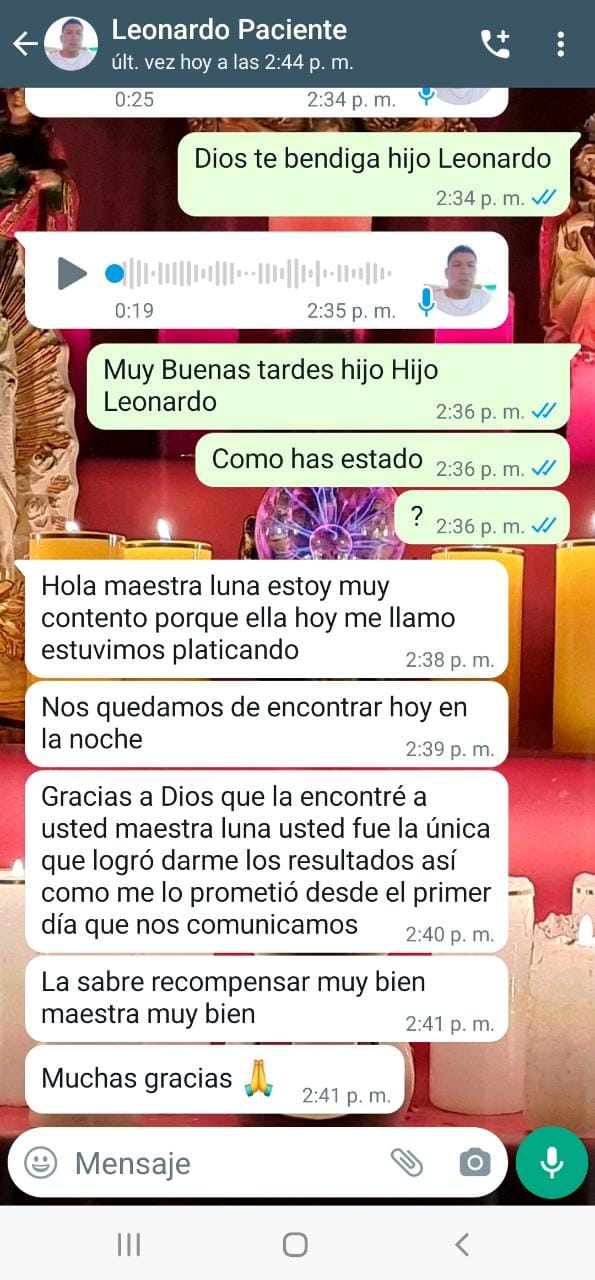 Leonardo Paciente
últ. vez hoy a las 2:44 p. m.
0:25
2:34 p. m.
Dios te bendiga hijo Leonardo
2:34 p. m.
0:19
2:35 p. m.
Muy Buenas tardes hijo Hijo
Leonardo
2:36 p. m.
Como has estado
2:36 p. m.
?
2:36 p. m.
Hola maestra luna estoy muy
contento porque ella hoy me llamo
estuvimos platicando
2:38 p. m.
Nos quedamos de encontrar hoy en
la noche
2:39 p. m.
Gracias a Dios que la encontré a
usted maestra luna usted fue la única
que logró darme los resultados así
como me lo prometió desde el primer
día que nos comunicamos
2:40 p. m.
La sabre recompensar muy bien
maestra muy bien
2:41 p. m.
Muchas gracias 🙏
2:41 p. m.
Mensaje